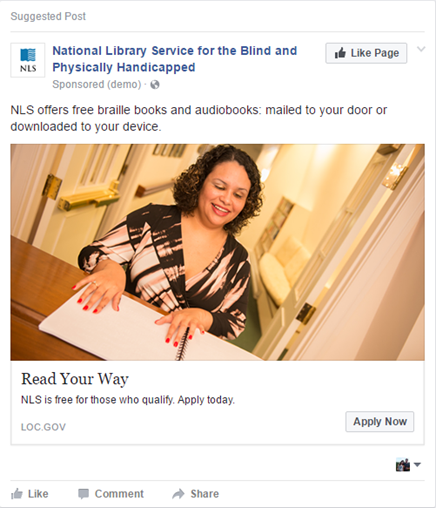 Suggested Post
National Library Service for the Blind and
Physically Handicapped
Like Page
NLS
Sponsored (demo) ·
NLS offers free braille books and audiobooks: mailed to your door or
downloaded to your device.
Read Your Way
NLS is free for those who qualify. Apply today.
LOC.GOV
Apply Now
Like
Comment
Share